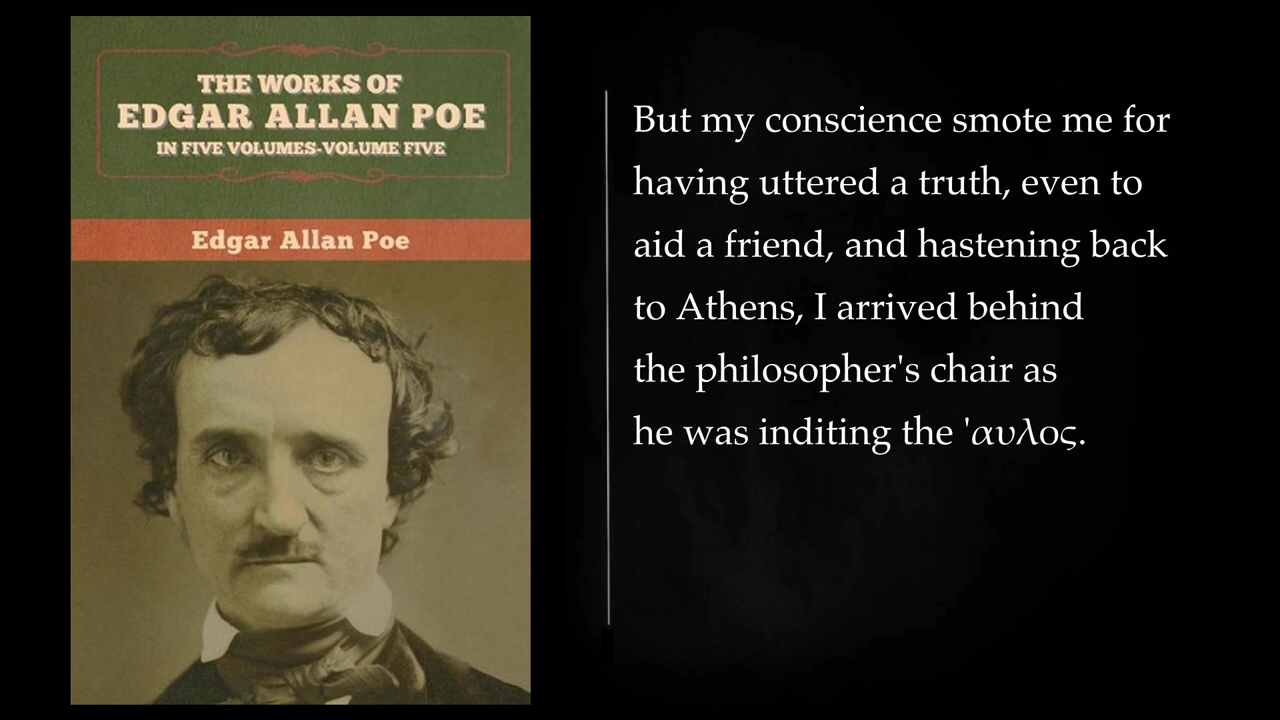 THE WORKS OF
EDGAR ALLAN POE
IN FIVE VOLUMES-VOLUME FIVE
Edgar Allan Poe
But my conscience smote me for
having uttered a truth, even to
aid a friend, and hastening back
to Athens, I arrived behind
the philosopher's chair as
he was inditing the 'αυλος.